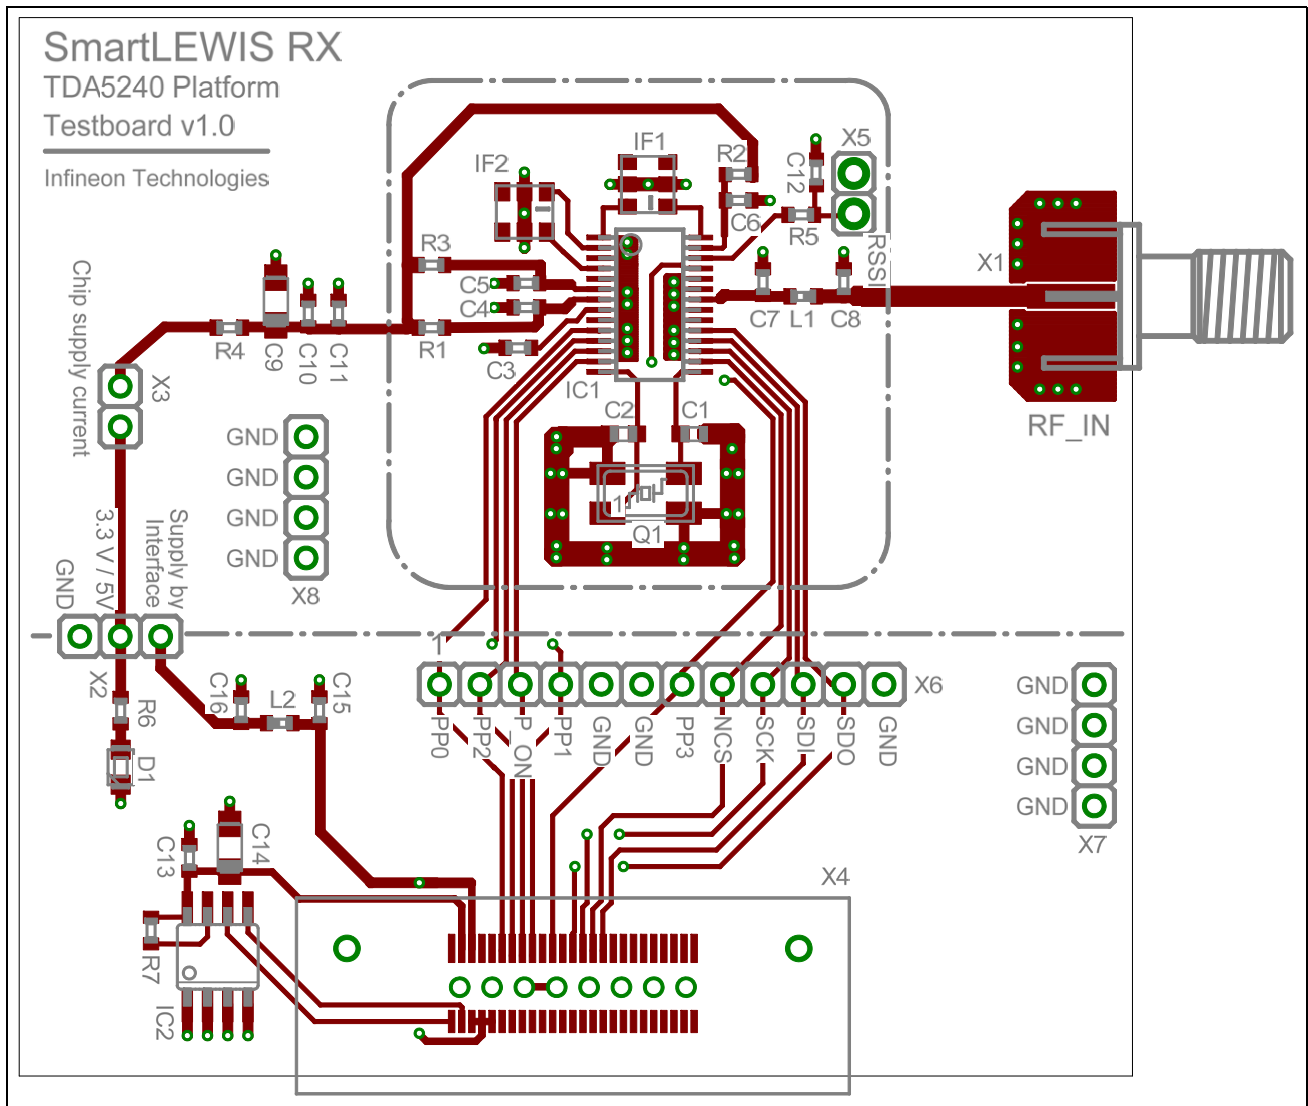 SmartLEWIS RX
TDA5240 Platform
Testboard v1.0
Infineon Technologies
IF2
IF1
R2
C12
X5
C6
R5
RSSI
X1
R3
C5
C4
R1
C3
IC1
C7
L1
C8
RF_IN
Chip supply current
X3
R4
C9
C10
C11
C2
C1
1
Q1
GND
GND
GND
GND
X8
GND
3.3 V / 5V
Supply by
Interface
X2
R6
D1
C16
L2
C15
1
X6
PP0
PP2
P_ON
PP1
GND
GND
PP3
NCS
SCK
SDI
SDO
GND
GND
GND
GND
GND
X7
C13
C14
R7
IC2
X4